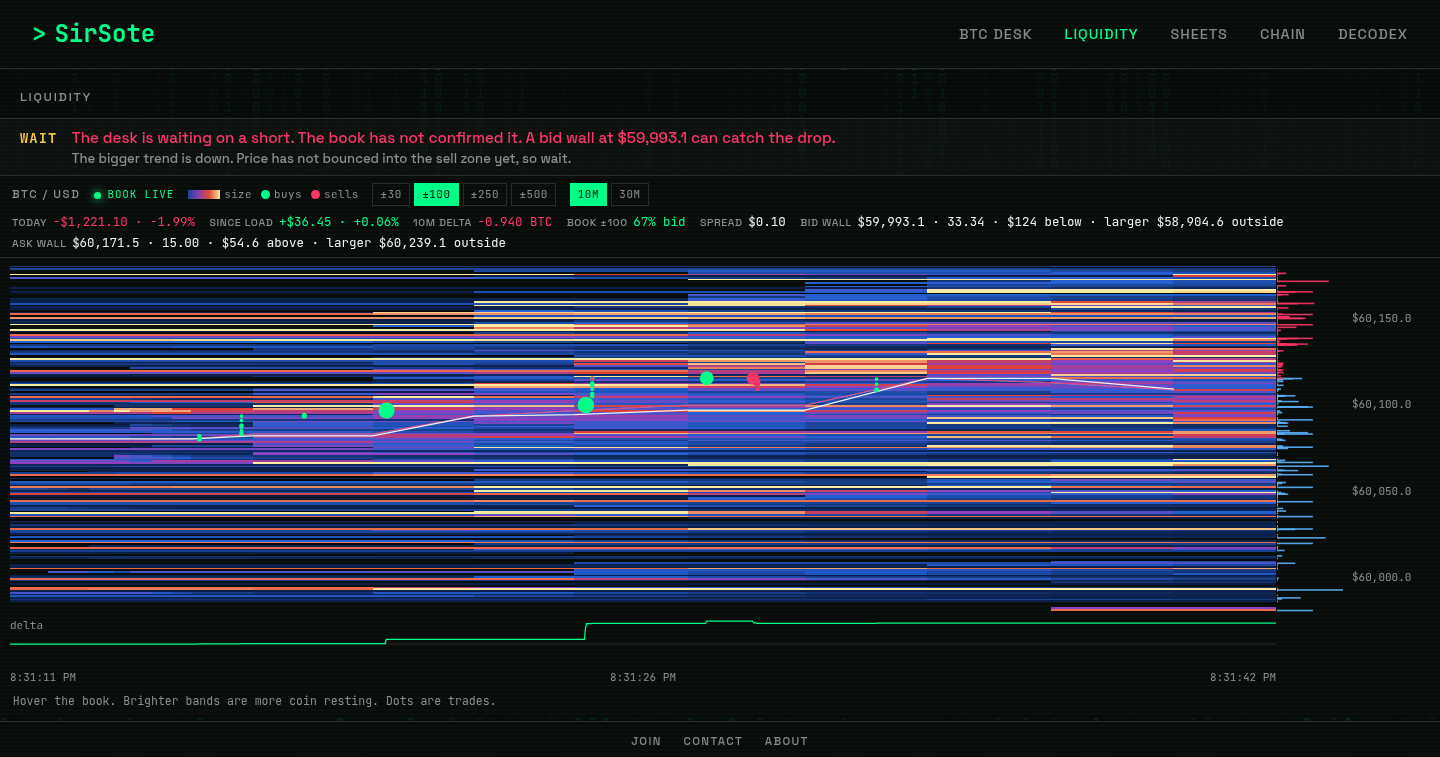 > SirSote
BTC DESK LIQUIDITY SHEETS CHAIN DECODEX
LIQUIDITY
WAIT The desk is waiting on a short. The book has not confirmed it. A bid wall at $59,993.1 can catch the drop.
The bigger trend is down. Price has not bounced into the sell zone yet, so wait.
BTC / USD BOOK LIVE size buys sells ±30 ±100 ±250 ±500 10M 30M
TODAY -$1,221.10 · -1.99% SINCE LOAD +$36.45 · +0.06% 10M DELTA -0.940 BTC BOOK ±100 67% bid SPREAD $0.10 BID WALL $59,993.1 · 33.34 · $124 below · larger $58,904.6 outside
ASK WALL $60,171.5 · 15.00 · $54.6 above · larger $60,239.1 outside
$60,150.0
$60,100.0
$60,050.0
$60,000.0
delta
8:31:11 PM 8:31:26 PM 8:31:42 PM
Hover the book. Brighter bands are more coin resting. Dots are trades.
JOIN CONTACT ABOUT